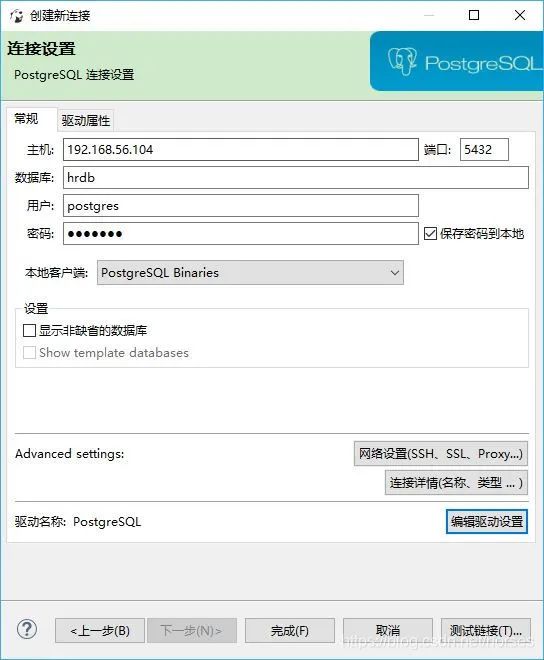 创建新连接
连接设置
PostgreSQL 连接设置
PostgreSQL
常规 驱动属性
主机: 192.168.56.104 端口: 5432
数据库: hrdb
用户: postgres
密码: ●●●●●●● 保存密码到本地
本地客户端: PostgreSQL Binaries
设置
显示非缺省的数据库
Show template databases
Advanced settings: 网络设置(SSH、SSL、Proxy...)
连接详情(名称、类型 ... )
驱动名称: PostgreSQL 编辑驱动设置
? <上一步(B) 下一步(N)> 完成(F) 取消 测试链接(T)...
https://blog.csdn.net/horses